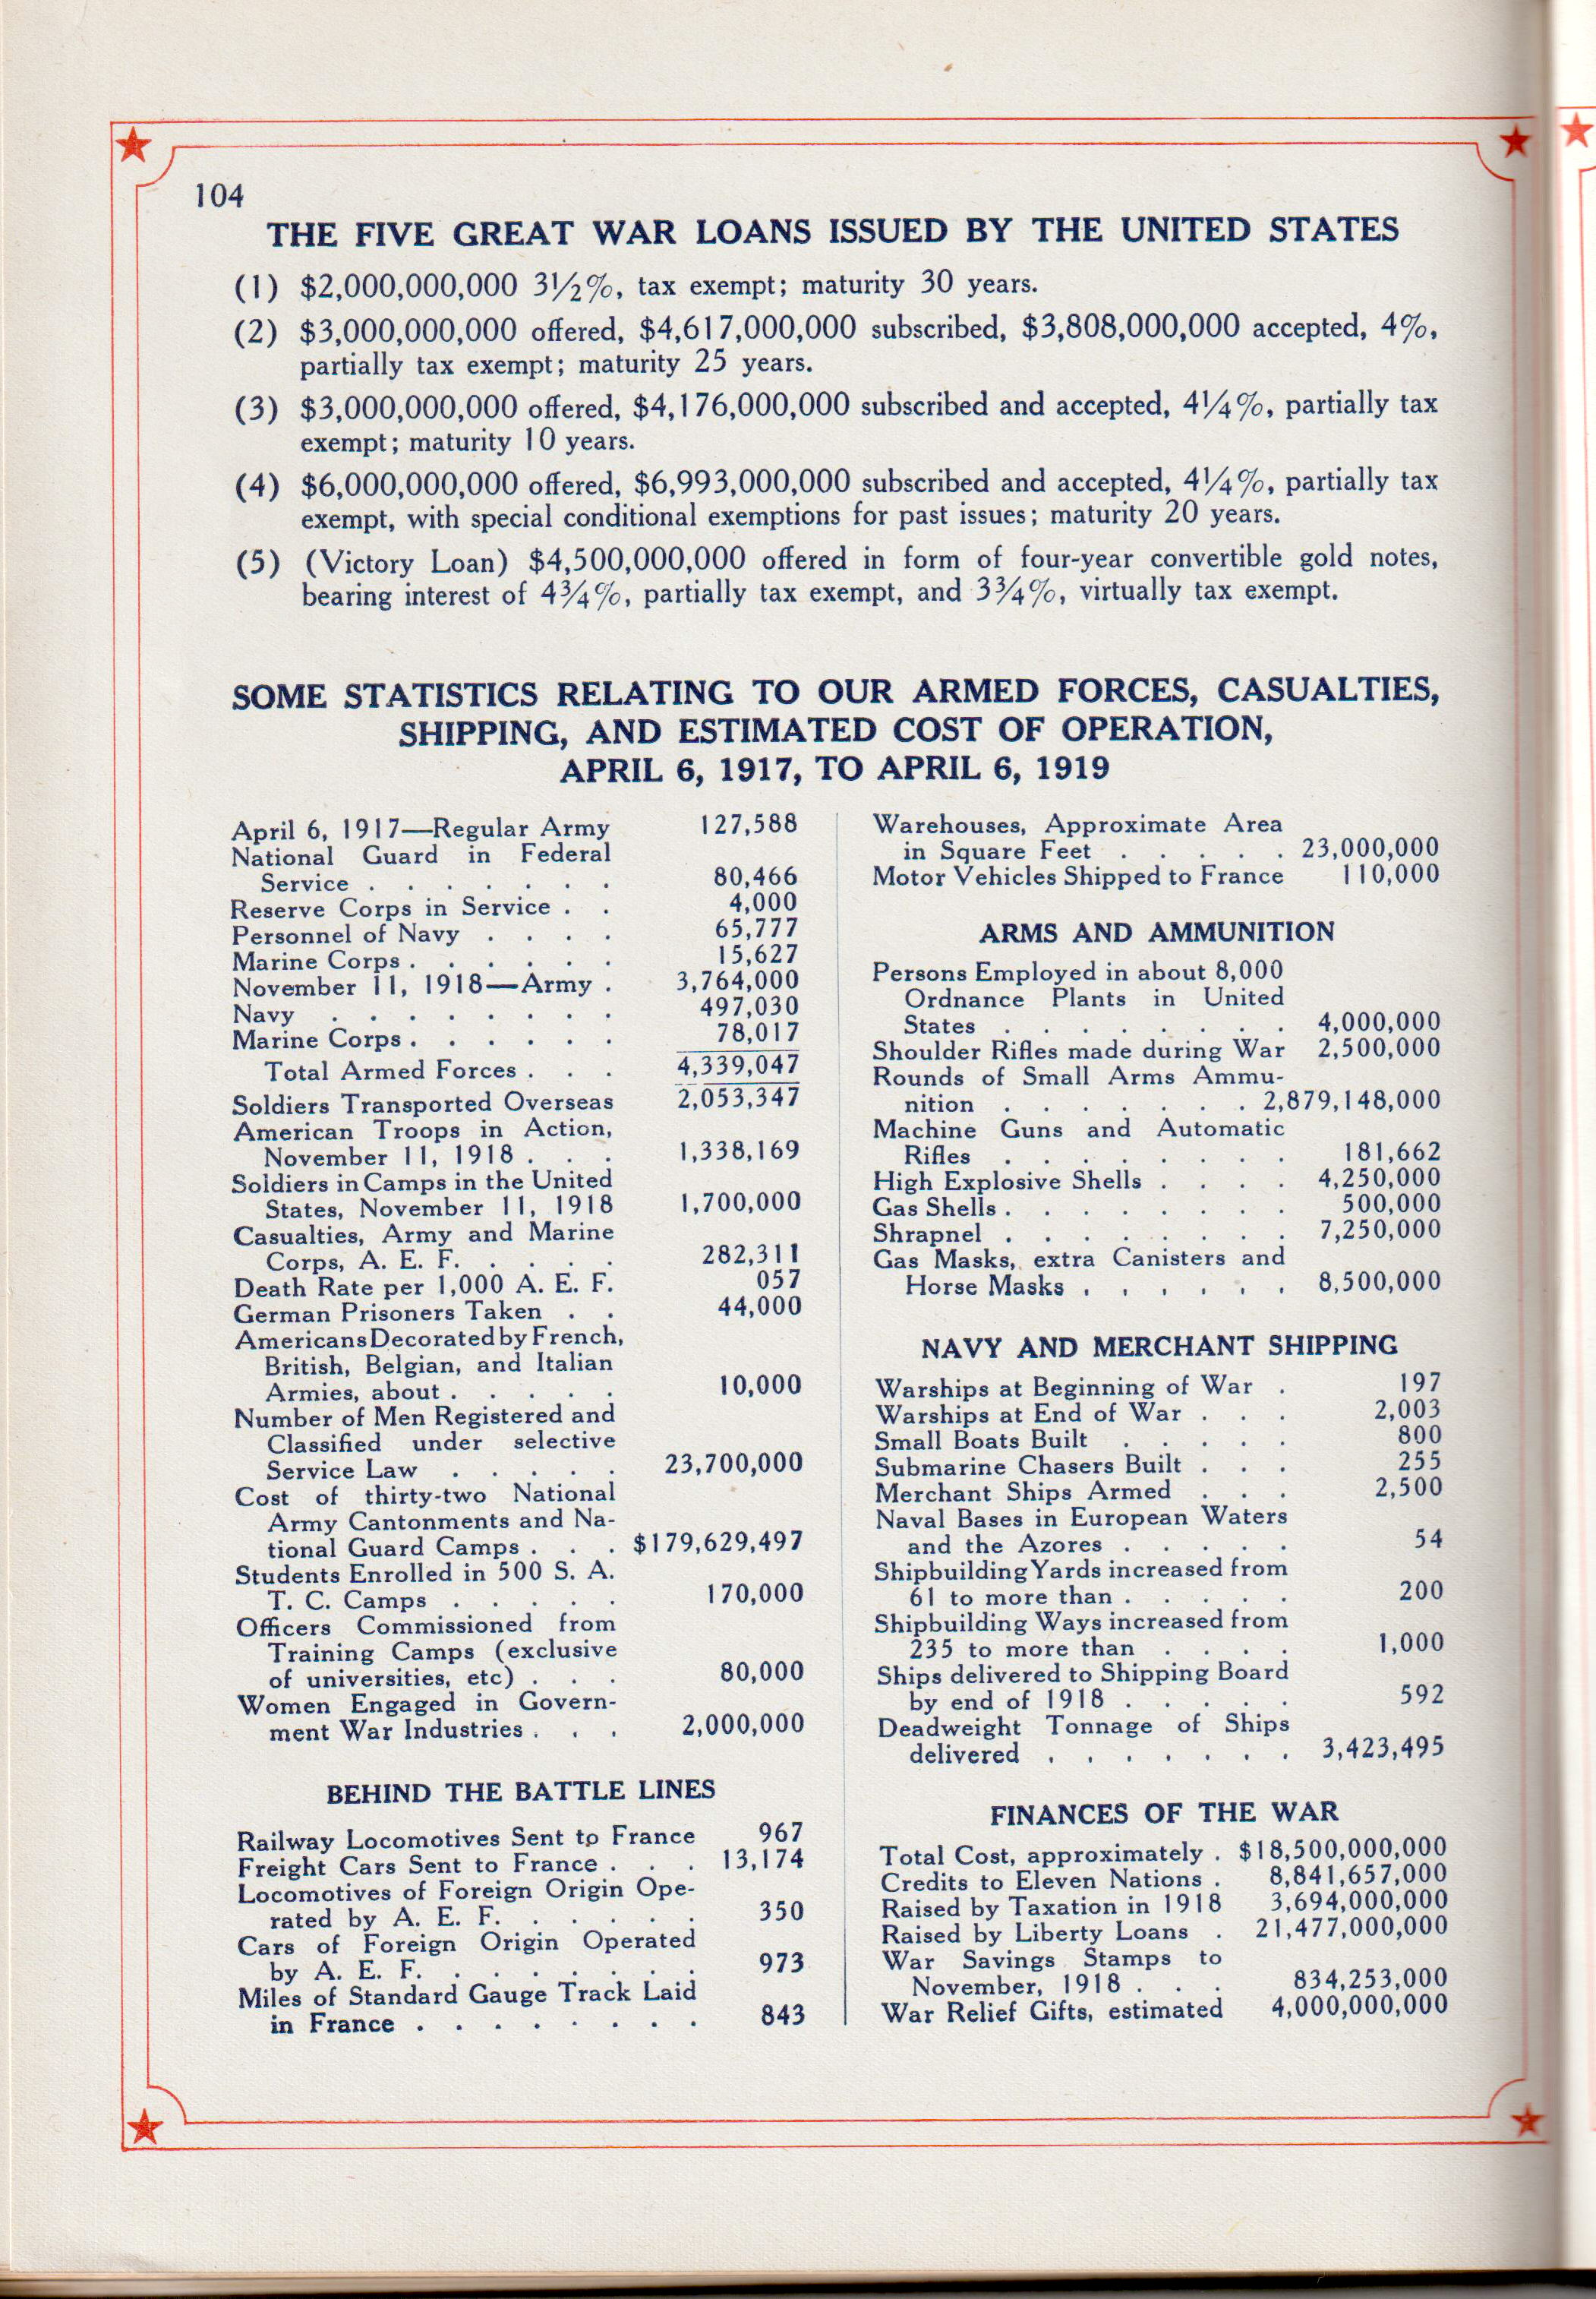 104
THE FIVE GREAT WAR LOANS ISSUED BY THE UNITED STATES
(1) $2,000,000,000 3½%, tax exempt; maturity 30 years.
(2) $3,000,000,000 offered, $4,617,000,000 subscribed, $3,808,000,000 accepted, 4%,
partially tax exempt; maturity 25 years.
(3) $3,000,000,000 offered, $4,176,000,000 subscribed and accepted, 4¼%, partially tax
exempt; maturity 10 years.
(4) $6,000,000,000 offered, $6,993,000,000 subscribed and accepted, 4¼%, partially tax
exempt, with special conditional exemptions for past issues; maturity 20 years.
(5) (Victory Loan) $4,500,000,000 offered in form of four-year convertible gold notes,
bearing interest of 4¾%, partially tax exempt, and 3¾%, virtually tax exempt.
SOME STATISTICS RELATING TO OUR ARMED FORCES, CASUALTIES,
SHIPPING, AND ESTIMATED COST OF OPERATION,
APRIL 6, 1917, TO APRIL 6, 1919
April 6, 1917—Regular Army 127,588
National Guard in Federal
Service . . . . . . . 80,466
Reserve Corps in Service . . 4,000
Personnel of Navy . . . . 65,777
Marine Corps . . . . . . 15,627
November 11, 1918—Army . 3,764,000
Navy . . . . . . . . 497,030
Marine Corps . . . . . . 78,017
Total Armed Forces . . . 4,339,047
Soldiers Transported Overseas 2,053,347
American Troops in Action,
November 11, 1918 . . . 1,338,169
Soldiers in Camps in the United
States, November 11, 1918 1,700,000
Casualties, Army and Marine
Corps, A. E. F. . . . . 282,311
Death Rate per 1,000 A. E. F. 057
German Prisoners Taken . . 44,000
Americans Decorated by French,
British, Belgian, and Italian
Armies, about . . . . . 10,000
Number of Men Registered and
Classified under selective
Service Law . . . . . 23,700,000
Cost of thirty-two National
Army Cantonments and Na-
tional Guard Camps . . . $179,629,497
Students Enrolled in 500 S. A.
T. C. Camps . . . . . 170,000
Officers Commissioned from
Training Camps (exclusive
of universities, etc) . . . 80,000
Women Engaged in Govern-
ment War Industries . . . 2,000,000
BEHIND THE BATTLE LINES
Railway Locomotives Sent to France 967
Freight Cars Sent to France . . . 13,174
Locomotives of Foreign Origin Ope-
rated by A. E. F. . . . . . 350
Cars of Foreign Origin Operated
by A. E. F. . . . . . . . 973
Miles of Standard Gauge Track Laid
in France . . . . . . . . 843
Warehouses, Approximate Area
in Square Feet . . . . . 23,000,000
Motor Vehicles Shipped to France 110,000
ARMS AND AMMUNITION
Persons Employed in about 8,000
Ordnance Plants in United
States . . . . . . . . 4,000,000
Shoulder Rifles made during War 2,500,000
Rounds of Small Arms Ammu-
nition . . . . . . . 2,879,148,000
Machine Guns and Automatic
Rifles . . . . . . . . 181,662
High Explosive Shells . . . . 4,250,000
Gas Shells . . . . . . . . 500,000
Shrapnel . . . . . . . . 7,250,000
Gas Masks, extra Canisters and
Horse Masks . . . . . . 8,500,000
NAVY AND MERCHANT SHIPPING
Warships at Beginning of War . 197
Warships at End of War . . . 2,003
Small Boats Built . . . . . 800
Submarine Chasers Built . . . 255
Merchant Ships Armed . . . 2,500
Naval Bases in European Waters
and the Azores . . . . . 54
Shipbuilding Yards increased from
61 to more than . . . . . 200
Shipbuilding Ways increased from
235 to more than . . . . 1,000
Ships delivered to Shipping Board
by end of 1918 . . . . . 592
Deadweight Tonnage of Ships
delivered . . . . . . . 3,423,495
FINANCES OF THE WAR
Total Cost, approximately . $18,500,000,000
Credits to Eleven Nations . 8,841,657,000
Raised by Taxation in 1918 3,694,000,000
Raised by Liberty Loans . 21,477,000,000
War Savings Stamps to
November, 1918 . . . 834,253,000
War Relief Gifts, estimated 4,000,000,000